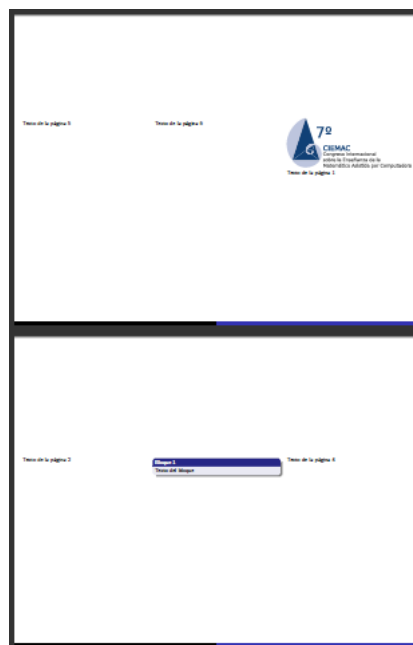 Texto de la página 5
Texto de la página 6
7º
CIEMAC
Congreso Internacional
sobre la Enseñanza de la
Matemática Asistida por Computadora
Texto de la página 1
Texto de la página 2
Bloque 1
Texto del Bloque
Texto de la página 4